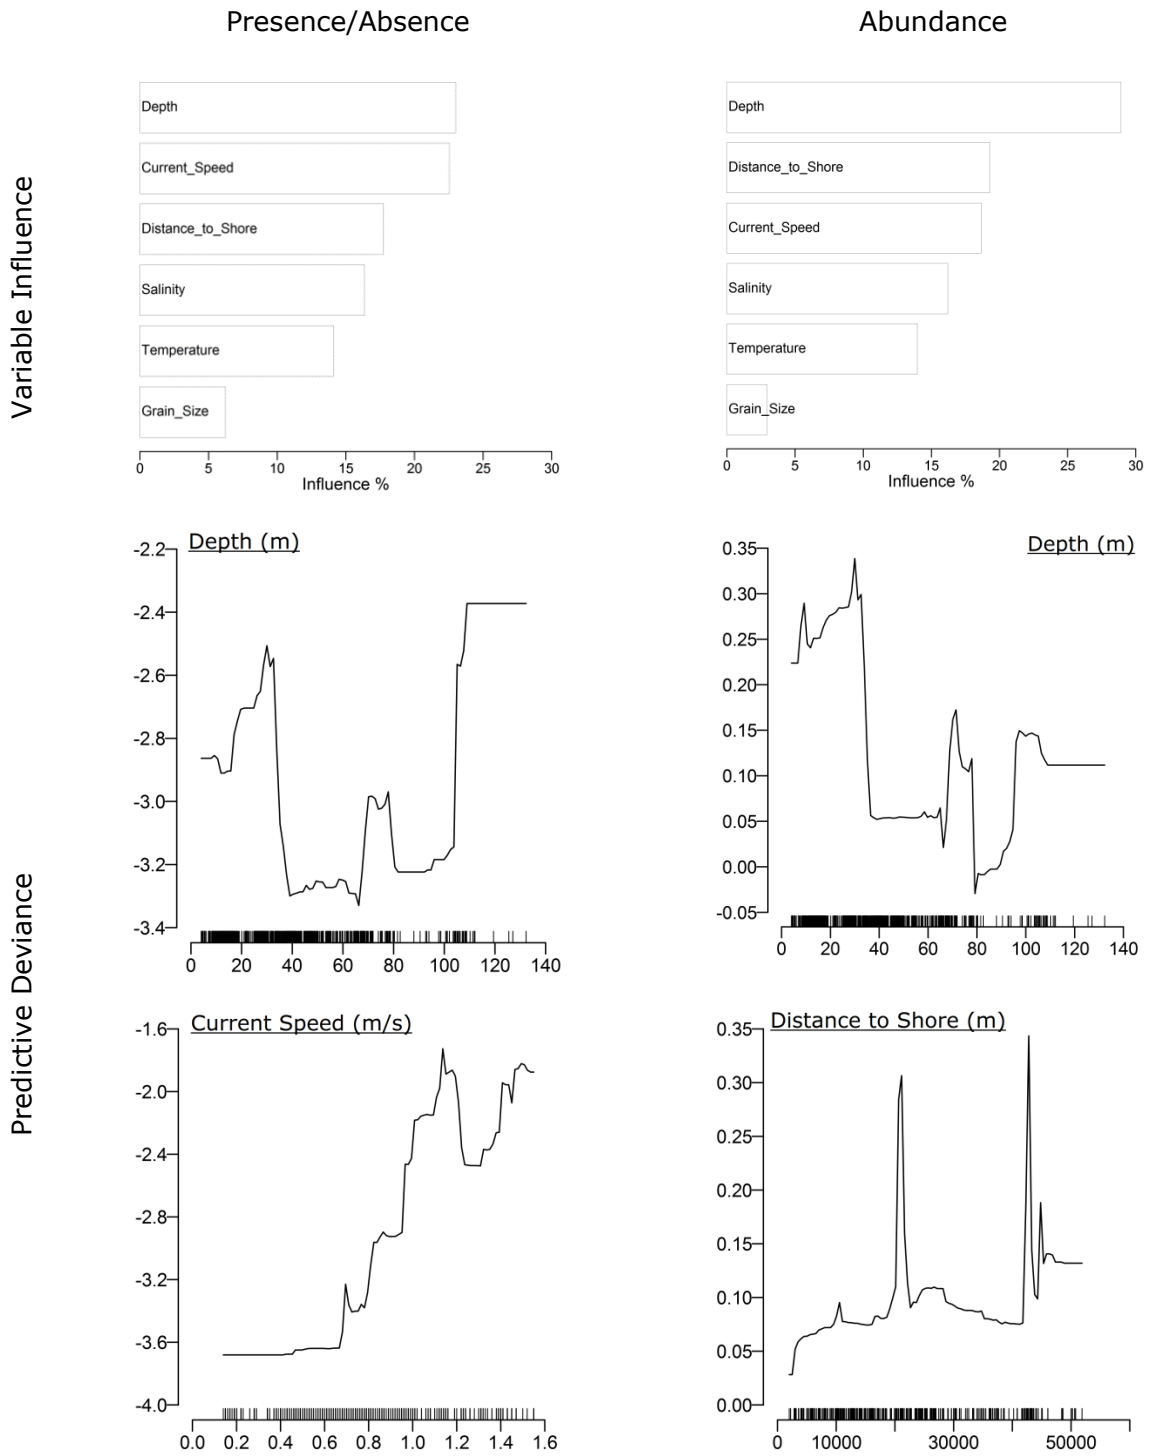 Presence/Absence
Abundance
Variable Influence
Depth
Current_Speed
Distance_to_Shore
Salinity
Temperature
Grain_Size
0 5 10 15 20 25 30
Influence %
Depth
Distance_to_Shore
Current_Speed
Salinity
Temperature
Grain_Size
0 5 10 15 20 25 30
Influence %
Predictive Deviance
Depth (m)
-2.2
-2.4
-2.6
-2.8
-3.0
-3.2
-3.4
0 20 40 60 80 100 120 140
Depth (m)
0.35
0.30
0.25
0.20
0.15
0.10
0.05
0.00
-0.05
0 20 40 60 80 100 120 140
Current Speed (m/s)
-1.6
-2.0
-2.4
-2.8
-3.2
-3.6
-4.0
0.0 0.2 0.4 0.6 0.8 1.0 1.2 1.4 1.6
Distance to Shore (m)
0.35
0.30
0.25
0.20
0.15
0.10
0.05
0.00
0 10000 30000 50000